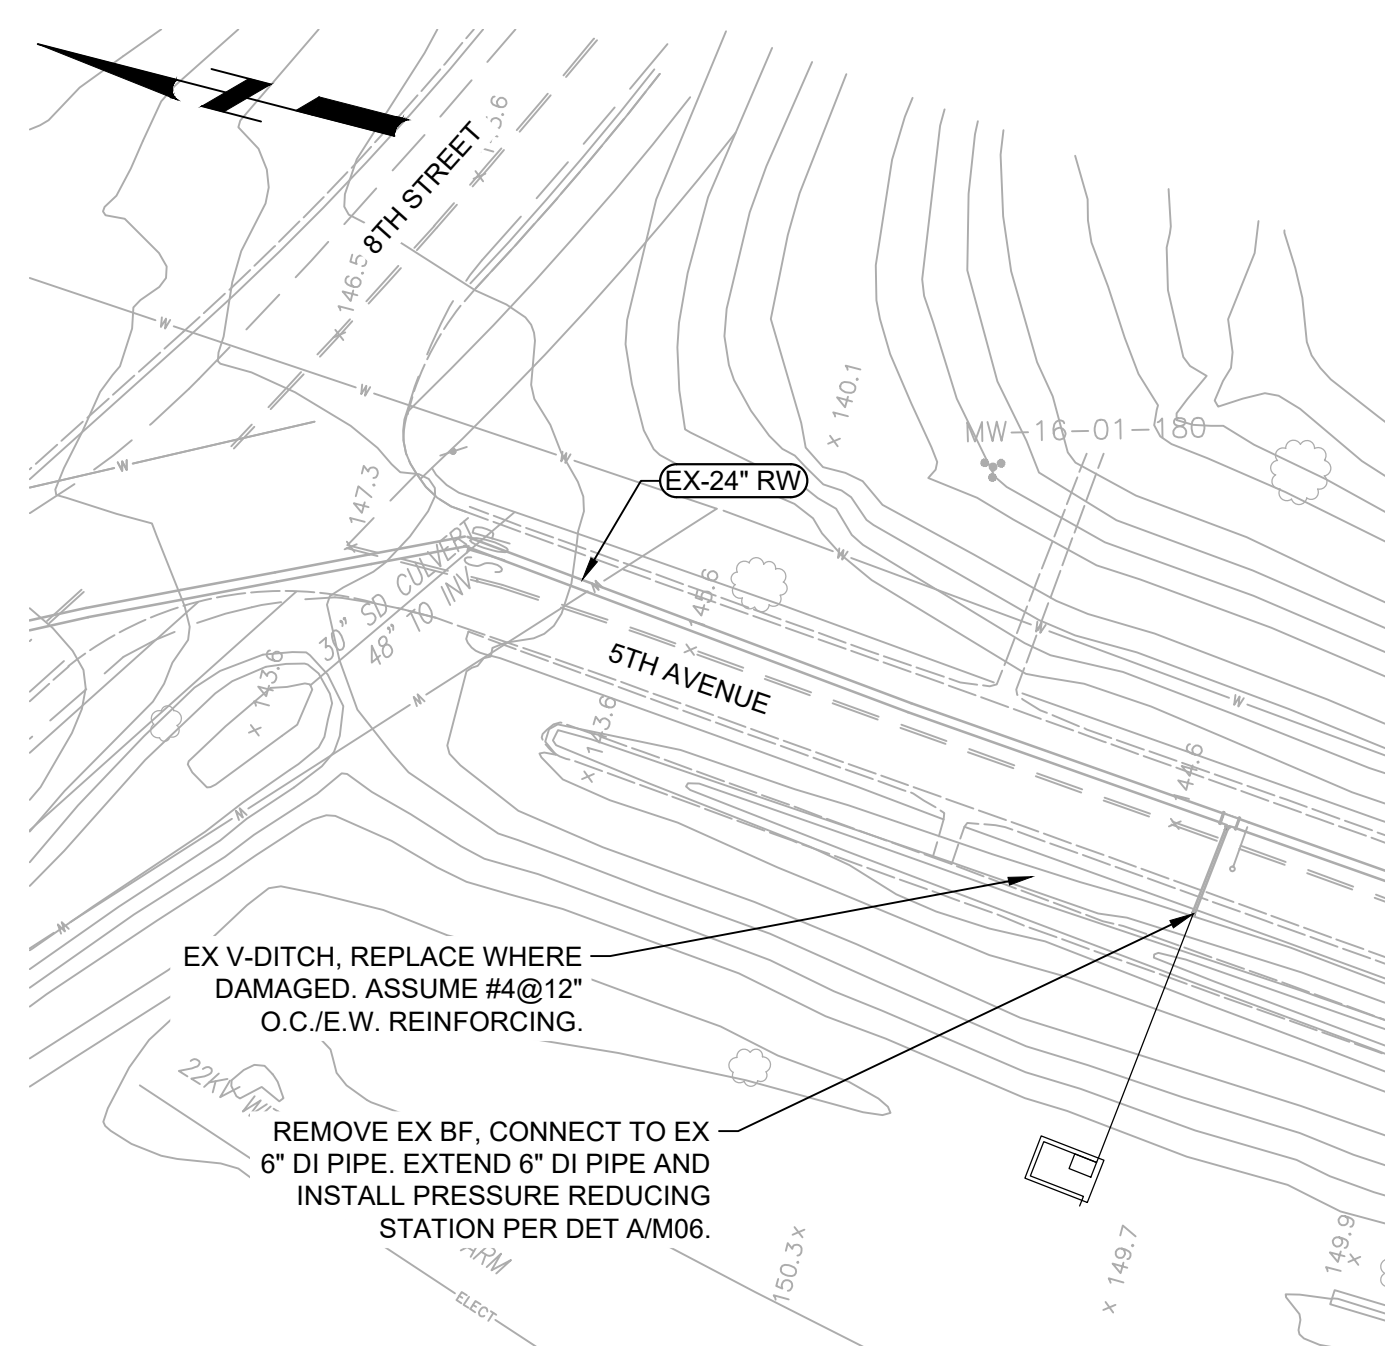 8TH STREET
146.5
140.1
MW-16-01-180
EX-24" RW
147.3
30" SD CULVERT
48" TO INV'S
145.6
143.6
5TH AVENUE
143.6
144.6
W
W
W
W
W
W
W
W
EX V-DITCH, REPLACE WHERE
DAMAGED. ASSUME #4@12"
O.C./E.W. REINFORCING.
22KV
REMOVE EX BF, CONNECT TO EX
6" DI PIPE. EXTEND 6" DI PIPE AND
INSTALL PRESSURE REDUCING
STATION PER DET A/M06.
ELECT
150.3
149.7
149.9